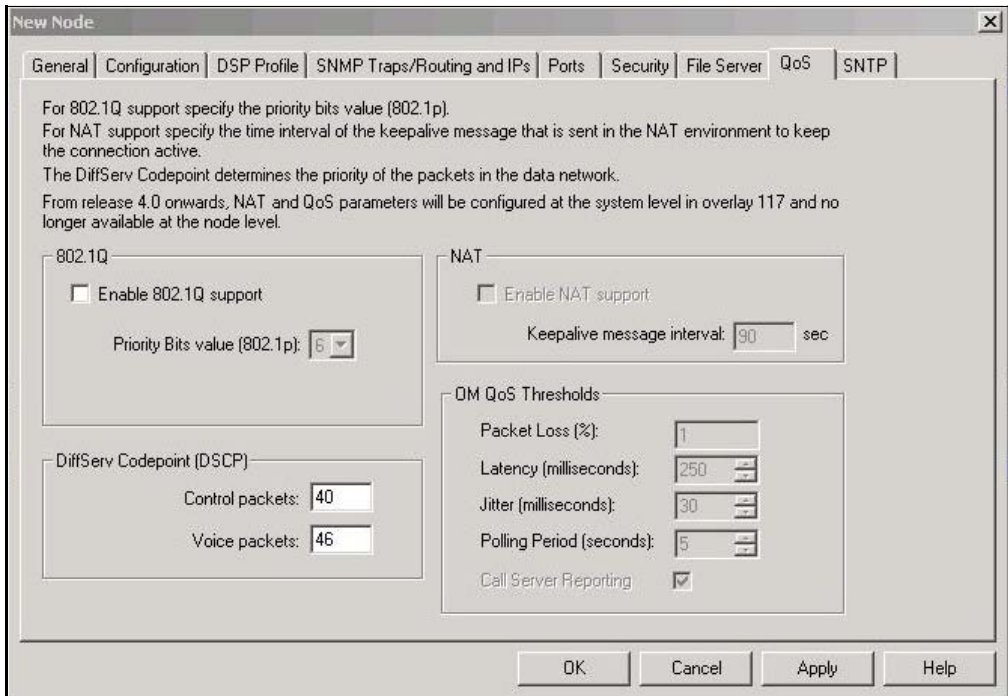 New Node
General Configuration DSP Profile SNMP Traps/Routing and IPs Ports Security File Server QoS SNTP
For 802.1Q support specify the priority bits value (802.1p).
For NAT support specify the time interval of the keepalive message that is sent in the NAT environment to keep
the connection active.
The DiffServ Codepoint determines the priority of the packets in the data network.
From release 4.0 onwards, NAT and QoS parameters will be configured at the system level in overlay 117 and no
longer available at the node level.
802.1Q
Enable 802.1Q support
Priority Bits value (802.1p): 6
DiffServ Codepoint (DSCP)
Control packets: 40
Voice packets: 46
NAT
Enable NAT support
Keepalive message interval: 90 sec
OM QoS Thresholds
Packet Loss (%): 1
Latency (milliseconds): 250
Jitter (milliseconds): 30
Polling Period (seconds): 5
Call Server Reporting
OK Cancel Apply Help